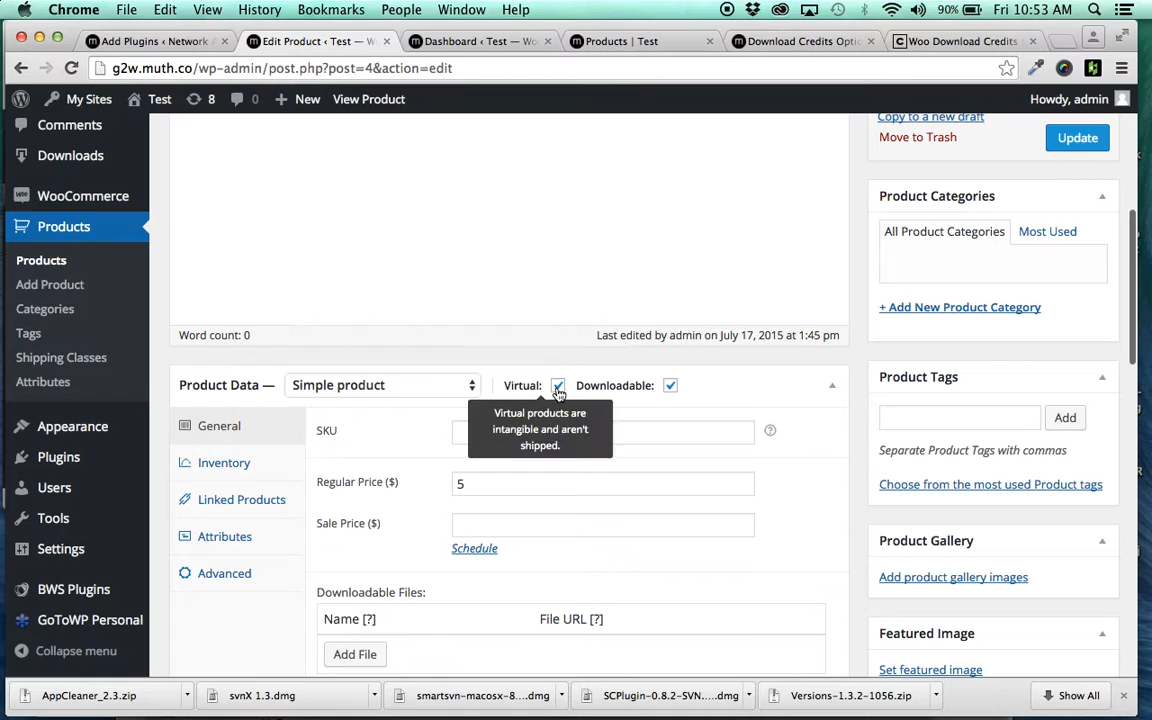 Chrome File Edit View History Bookmarks People Window Help 90% Fri 10:53 AM
Add Plugins ‹ Network Edit Product ‹ Test — W Dashboard ‹ Test — Wo Products | Test Download Credits Opti Woo Download Credits
g2w.muth.co/wp-admin/post.php?post=4&action=edit
My Sites Test 8 0 New View Product Howdy, admin
Comments
Downloads
WooCommerce
Products
Products
Add Product
Categories
Tags
Shipping Classes
Attributes
Appearance
Plugins
Users
Tools
Settings
BWS Plugins
GoToWP Personal
Collapse menu
Word count: 0 Last edited by admin on July 17, 2015 at 1:45 pm
Product Data — Simple product Virtual: Downloadable:
Virtual products are
intangible and aren't
shipped.
General
Inventory
Linked Products
Attributes
Advanced
SKU
Regular Price ($) 5
Sale Price ($)
Schedule
Downloadable Files:
Name [?] File URL [?]
Add File
Copy to a new draft
Move to Trash Update
Product Categories
All Product Categories Most Used
+ Add New Product Category
Product Tags
Add
Separate Product Tags with commas
Choose from the most used Product tags
Product Gallery
Add product gallery images
Featured Image
Set featured image
AppCleaner_2.3.zip svnX 1.3.dmg smartsvn-macosx-8....dmg SCPlugin-0.8.2-SVN.....dmg Versions-1.3.2-1056.zip Show All